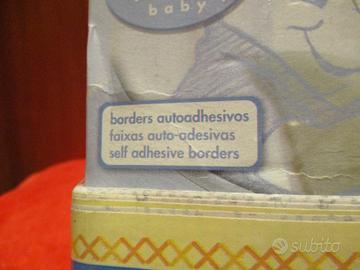 baby
borders autoadhesivos
faixas auto-adesivas
self adhesive borders
subito